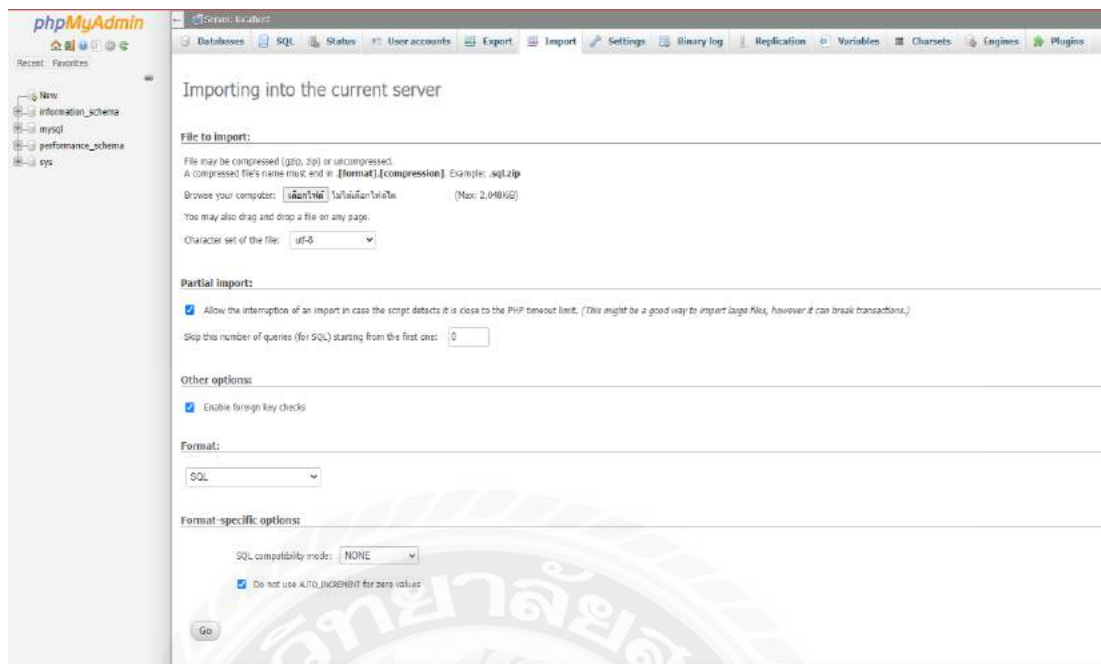 phpMyAdmin
Recent Favorites
New
information_schema
mysql
performance_schema
sys
Server: localhost
Databases SQL Status User accounts Export Import Settings Binary log Replication Variables Charsets Engines Plugins
Importing into the current server
File to import:
File may be compressed (gzip, zip) or uncompressed.
A compressed file's name must end in .[format].[compression]. Example: .sql.zip
Browse your computer: เลือกไฟล์ ไม่ได้เลือกไฟล์ใด (Max: 2,048KiB)
You may also drag and drop a file on any page.
Character set of the file: utf-8
Partial import:
Allow the interruption of an import in case the script detects it is close to the PHP timeout limit. (This might be a good way to import large files, however it can break transactions.)
Skip this number of queries (for SQL) starting from the first one: 0
Other options:
Enable foreign key checks
Format:
SQL
Format-specific options:
SQL compatibility mode: NONE
Do not use AUTO_INCREMENT for zero values
Go